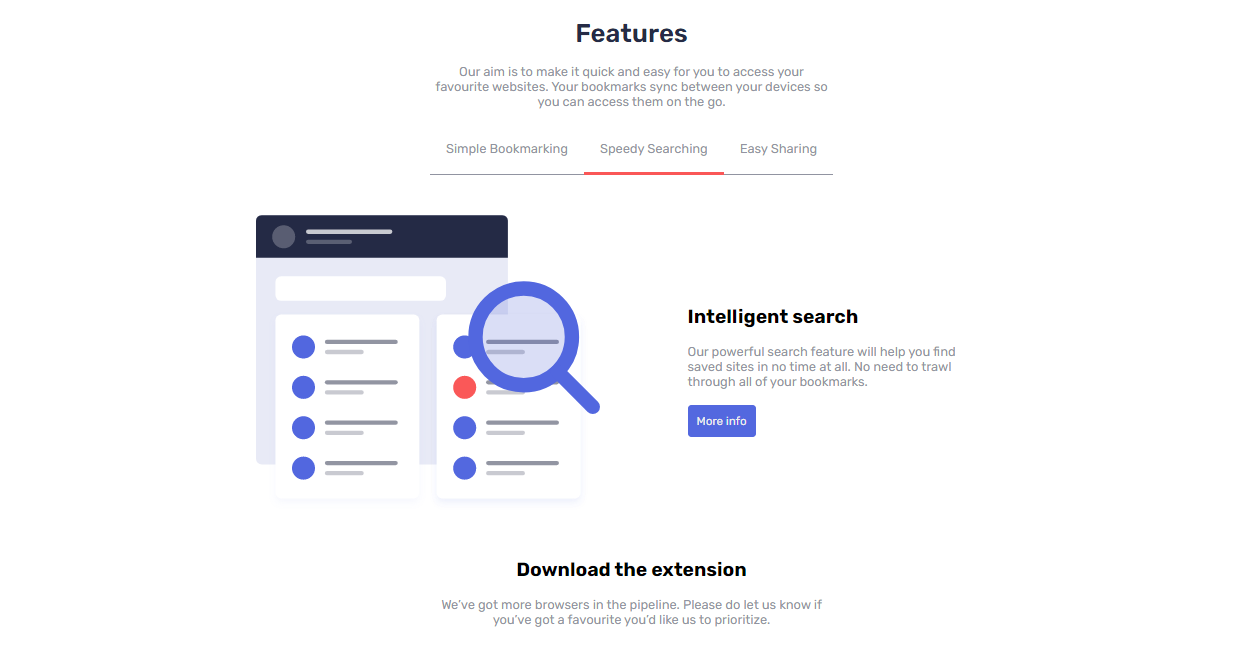 Features
Our aim is to make it quick and easy for you to access your
favourite websites. Your bookmarks sync between your devices so
you can access them on the go.
Simple Bookmarking
Speedy Searching
Easy Sharing
Intelligent search
Our powerful search feature will help you find
saved sites in no time at all. No need to trawl
through all of your bookmarks.
More info
Download the extension
We’ve got more browsers in the pipeline. Please do let us know if
you’ve got a favourite you’d like us to prioritize.